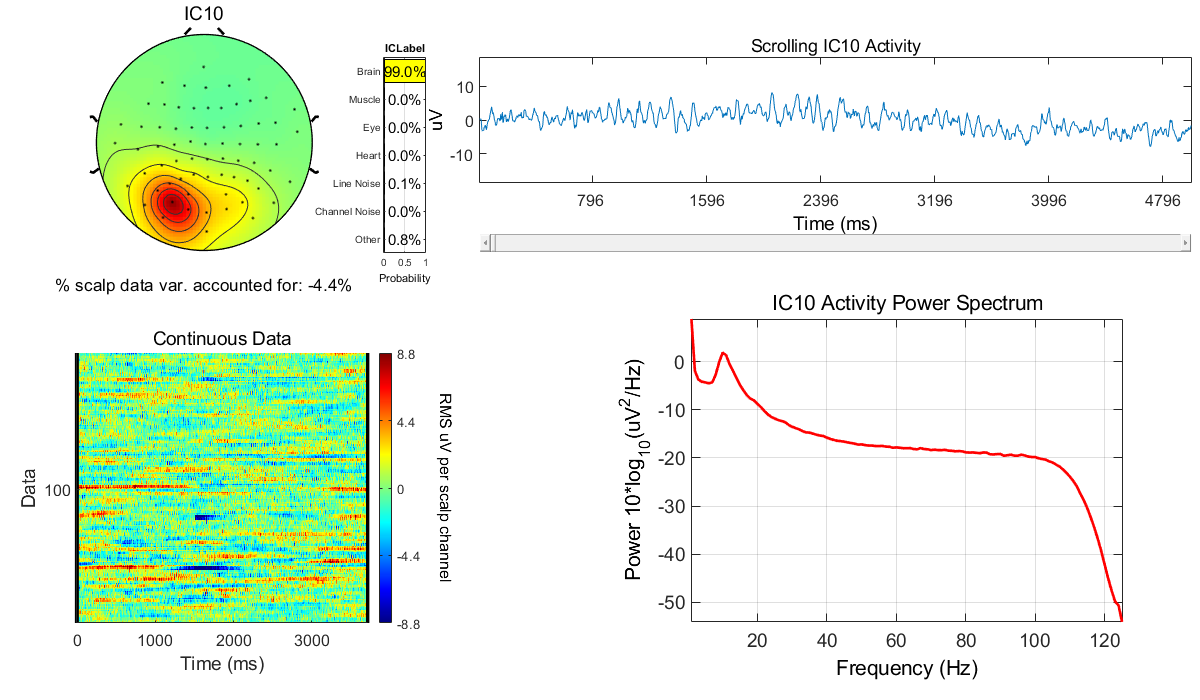 IC10
ICLabel
Brain 99.0%
Muscle 0.0%
Eye 0.0%
Heart 0.0%
Line Noise 0.1%
Channel Noise 0.0%
Other 0.8%
0 0.5 1
Probability
% scalp data var. accounted for: -4.4%
Scrolling IC10 Activity
uV
10
0
-10
796 1596 2396 3196 3996 4796
Time (ms)
Continuous Data
Data
100
0 1000 2000 3000
Time (ms)
8.8
4.4
0
-4.4
-8.8
RMS uV per scalp channel
IC10 Activity Power Spectrum
Power 10*log10(uV2/Hz)
0
-10
-20
-30
-40
-50
20 40 60 80 100 120
Frequency (Hz)